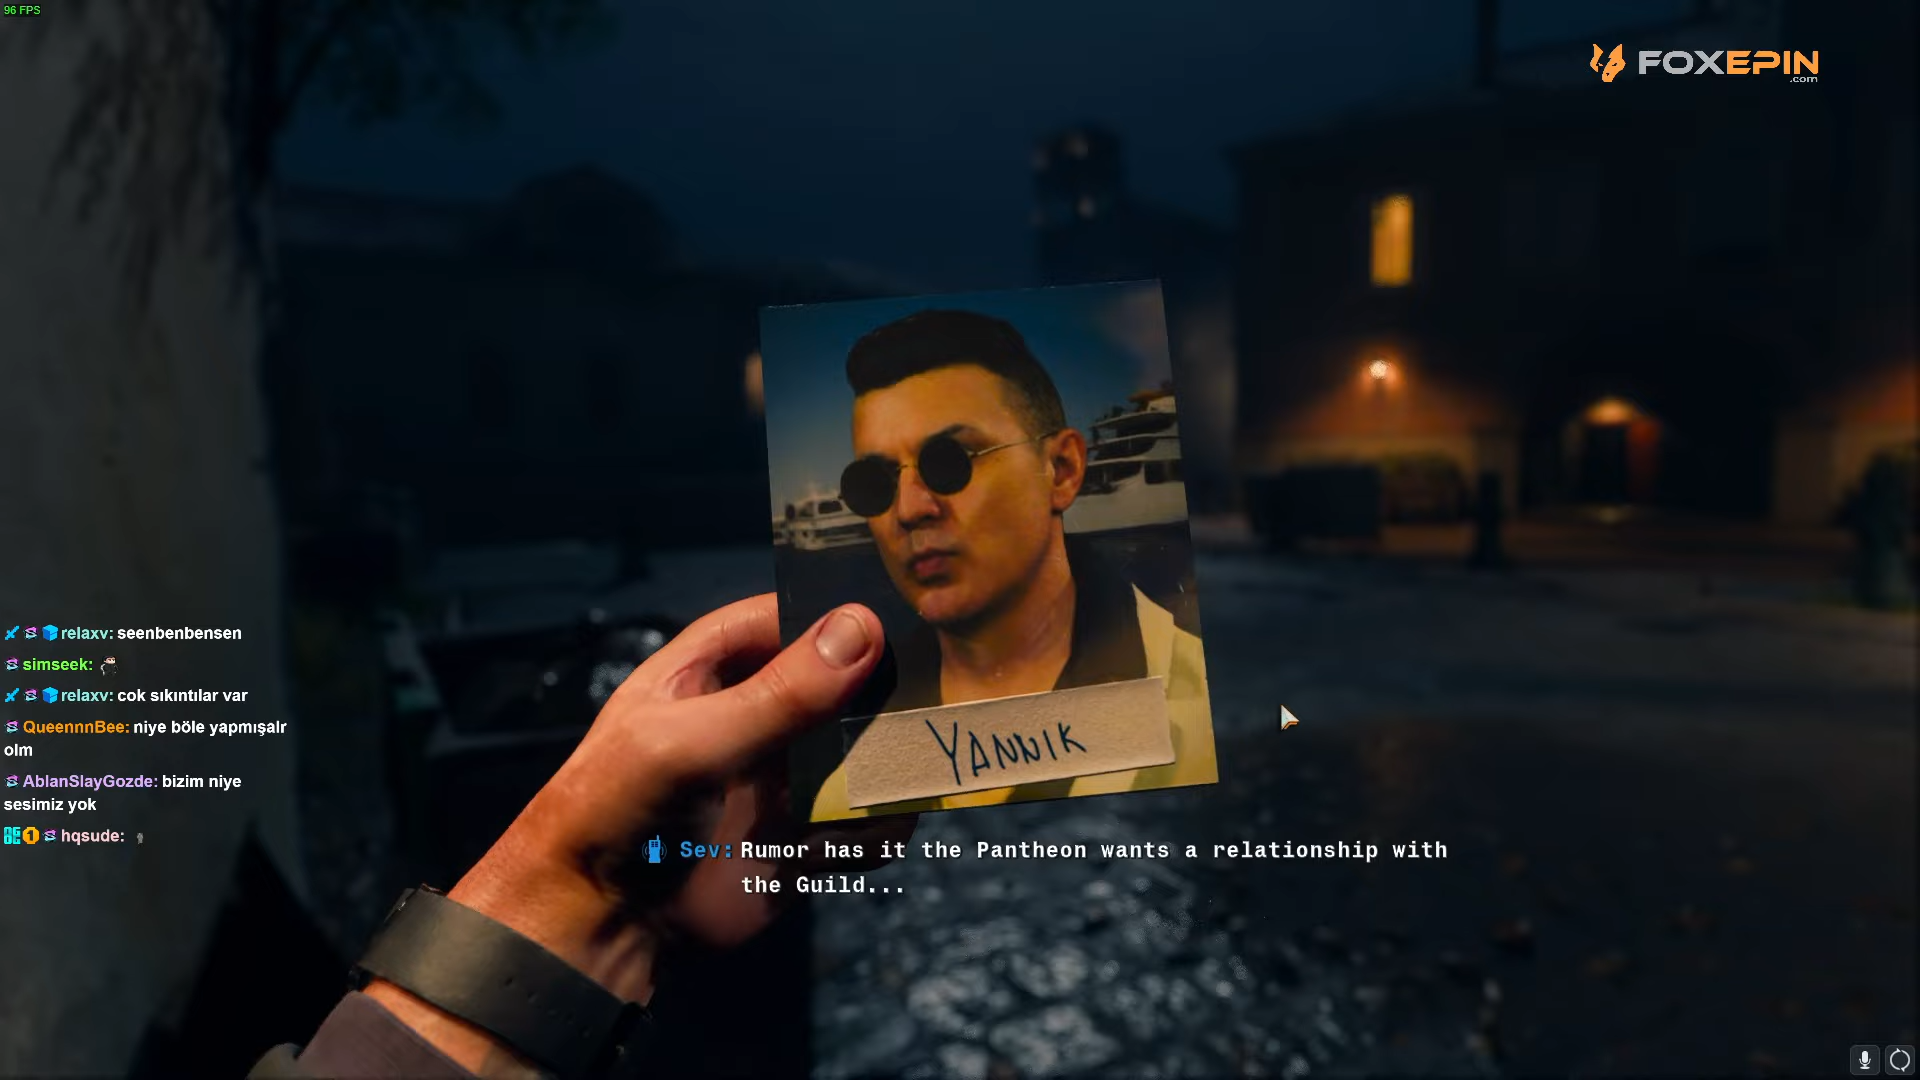 96 FPS
FOXEPIN
.com
YANNIK
relaxv: seenbenbensen
simseek:
relaxv: cok sıkıntılar var
QueennnBee: niye böle yapmışalr
olm
AblanSlayGozde: bizim niye
sesimiz yok
hqsude:
Sev: Rumor has it the Pantheon wants a relationship with
the Guild...